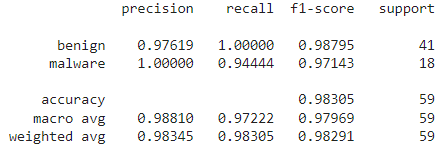 precision recall f1-score support
benign 0.97619 1.00000 0.98795 41
malware 1.00000 0.94444 0.97143 18
accuracy 0.98305 59
macro avg 0.98810 0.97222 0.97969 59
weighted avg 0.98345 0.98305 0.98291 59